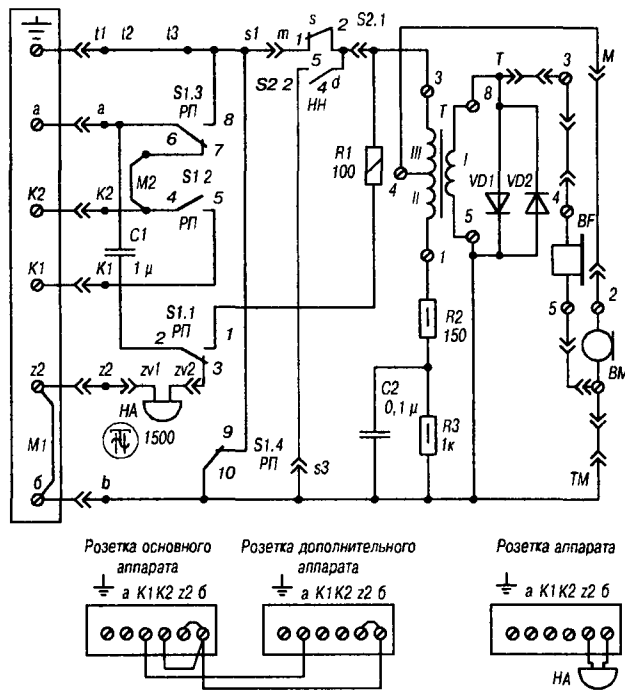 t1 t2 t3 s1 m s 1 2 S2.1
5
S2 2 4 d
НН
a a S1.3
РП
8
6 7
M2
K2 K2 S1 2
4 5
РП
C1
1 μ
K1 K1
S1.1
РП
2 1
3
z2 z2 zv1 zv2
HA
1500
M1
9 S1.4
10 РП
s3
б b
R1
100
3
T
III
4
II
I
1
8
5
T
3
M
VD1 VD2
4
BF
5
2
BM
TM
R2
150
C2
0,1 μ
R3
1к
Розетка основного
аппарата
a K1 K2 z2 б
Розетка дополнительного
аппарата
a K1 K2 z2 б
Розетка аппарата
a K1 K2 z2 б
HA